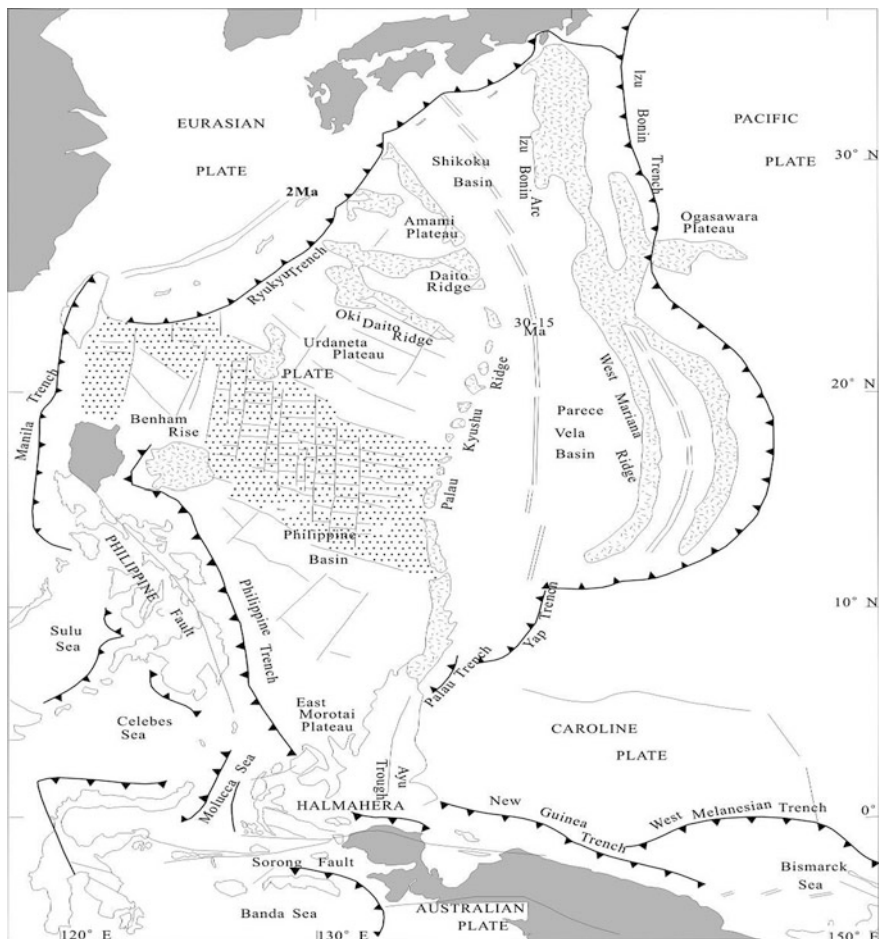 EURASIAN
PLATE
2Ma
Shikoku
Basin
Izu Bonin Arc
Izu Bonin Trench
PACIFIC
PLATE
30° N
Ogasawara
Plateau
Amami
Plateau
Ryukyu Trench
Daito
Ridge
Oki Daito Ridge
Urdaneta
Plateau
PLATE
30-15
Ma
20° N
Manila Trench
Benham
Rise
Palau Kyushu Ridge
Parece
Vela
Basin
West Mariana Ridge
Philippine
Basin
PHILIPPINE
Fault
Philippine Trench
10° N
Sulu
Sea
Yap Trench
Palau Trench
Celebes
Sea
East
Morotai
Plateau
CAROLINE
PLATE
Molucca Sea
Ayu
Trough
HALMAHERA
New Guinea Trench
West Melanesian Trench
0°
Sorong Fault
Bismarck
Sea
Banda Sea
AUSTRALIAN
PLATE
120° E
130° E
150° E